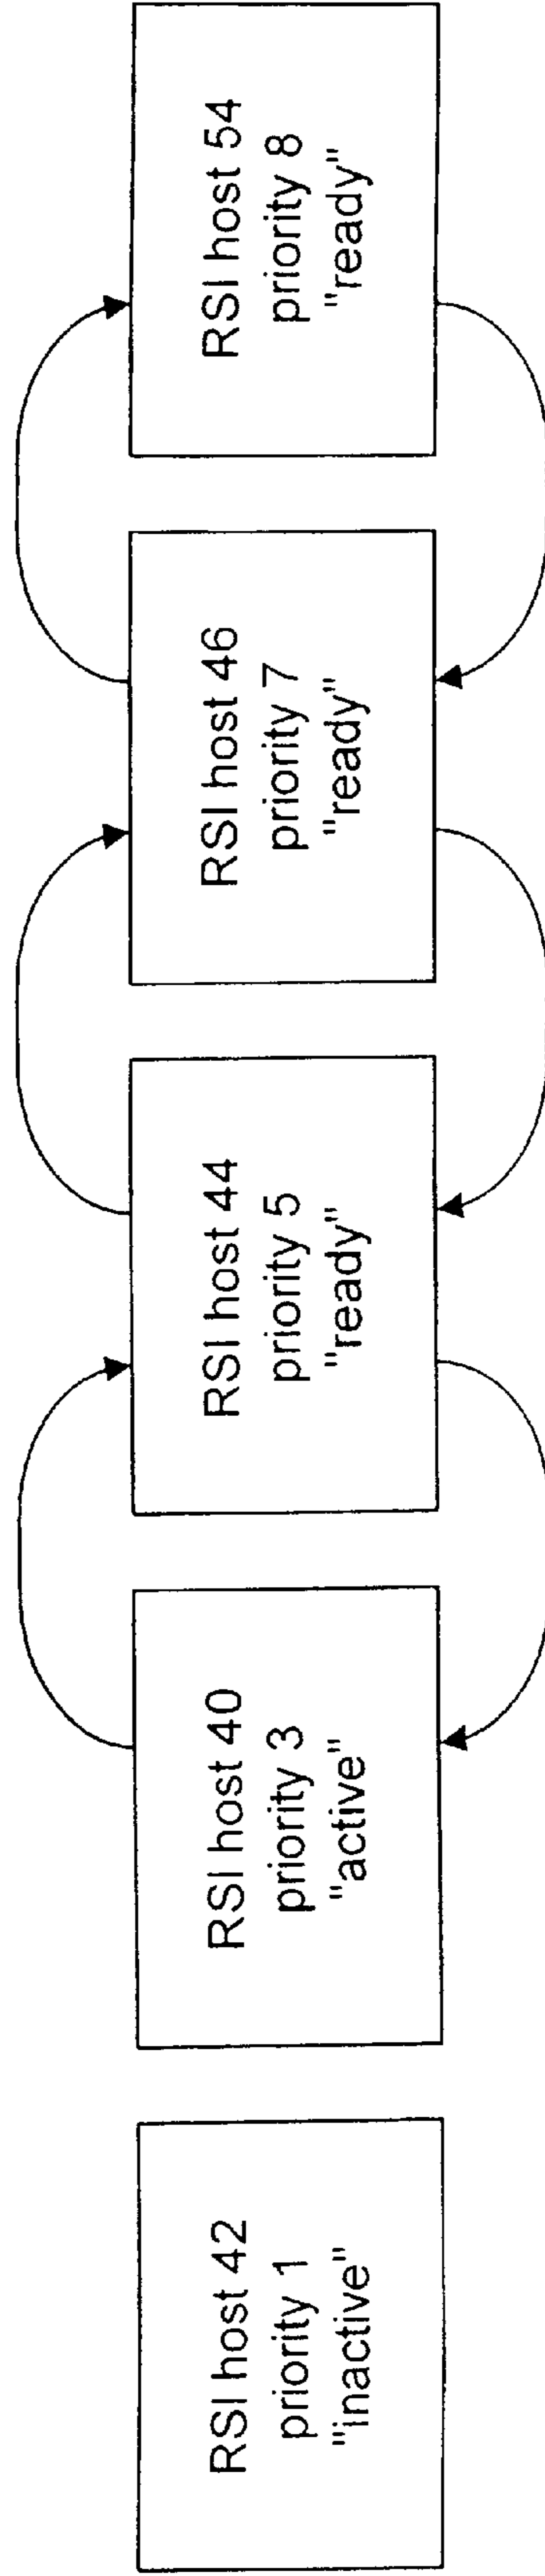 RSI host 42
priority 1
"inactive"
RSI host 40
priority 3
"active"
RSI host 44
priority 5
"ready"
RSI host 46
priority 7
"ready"
RSI host 54
priority 8
"ready"